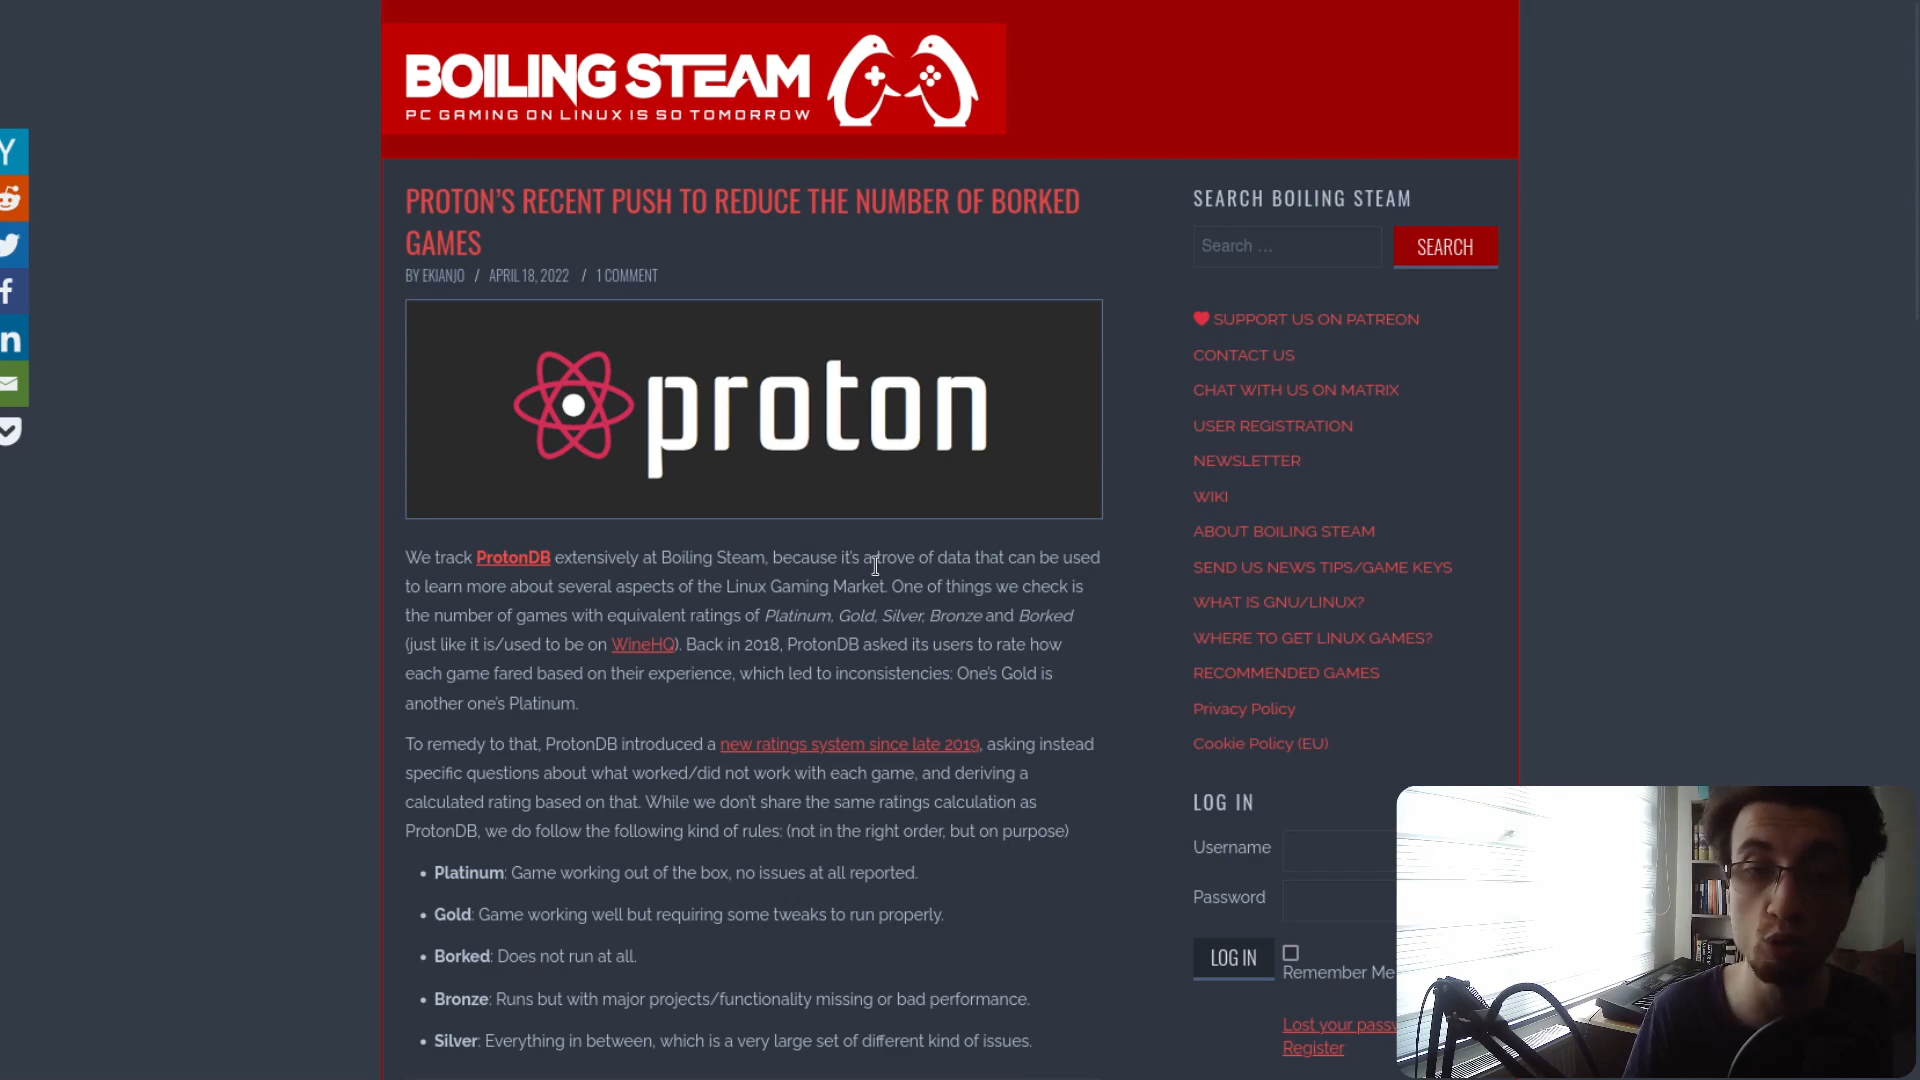 BOILING STEAM
PC GAMING ON LINUX IS SO TOMORROW
PROTON'S RECENT PUSH TO REDUCE THE NUMBER OF BORKED
GAMES
BY EKIANJO / APRIL 18, 2022 / 1 COMMENT
proton
We track ProtonDB extensively at Boiling Steam, because it's a trove of data that can be used
to learn more about several aspects of the Linux Gaming Market. One of things we check is
the number of games with equivalent ratings of Platinum, Gold, Silver, Bronze and Borked
(just like it is/used to be on WineHQ). Back in 2018, ProtonDB asked its users to rate how
each game fared based on their experience, which led to inconsistencies: One's Gold is
another one's Platinum.
To remedy to that, ProtonDB introduced a new ratings system since late 2019, asking instead
specific questions about what worked/did not work with each game, and deriving a
calculated rating based on that. While we don't share the same ratings calculation as
ProtonDB, we do follow the following kind of rules: (not in the right order, but on purpose)
• Platinum: Game working out of the box, no issues at all reported.
• Gold: Game working well but requiring some tweaks to run properly.
• Borked: Does not run at all.
• Bronze: Runs but with major projects/functionality missing or bad performance.
• Silver: Everything in between, which is a very large set of different kind of issues.
SEARCH BOILING STEAM
Search ...
SEARCH
SUPPORT US ON PATREON
CONTACT US
CHAT WITH US ON MATRIX
USER REGISTRATION
NEWSLETTER
WIKI
ABOUT BOILING STEAM
SEND US NEWS TIPS/GAME KEYS
WHAT IS GNU/LINUX?
WHERE TO GET LINUX GAMES?
RECOMMENDED GAMES
Privacy Policy
Cookie Policy (EU)
LOG IN
Username
Password
LOG IN
Remember Me
Lost your passw
Register